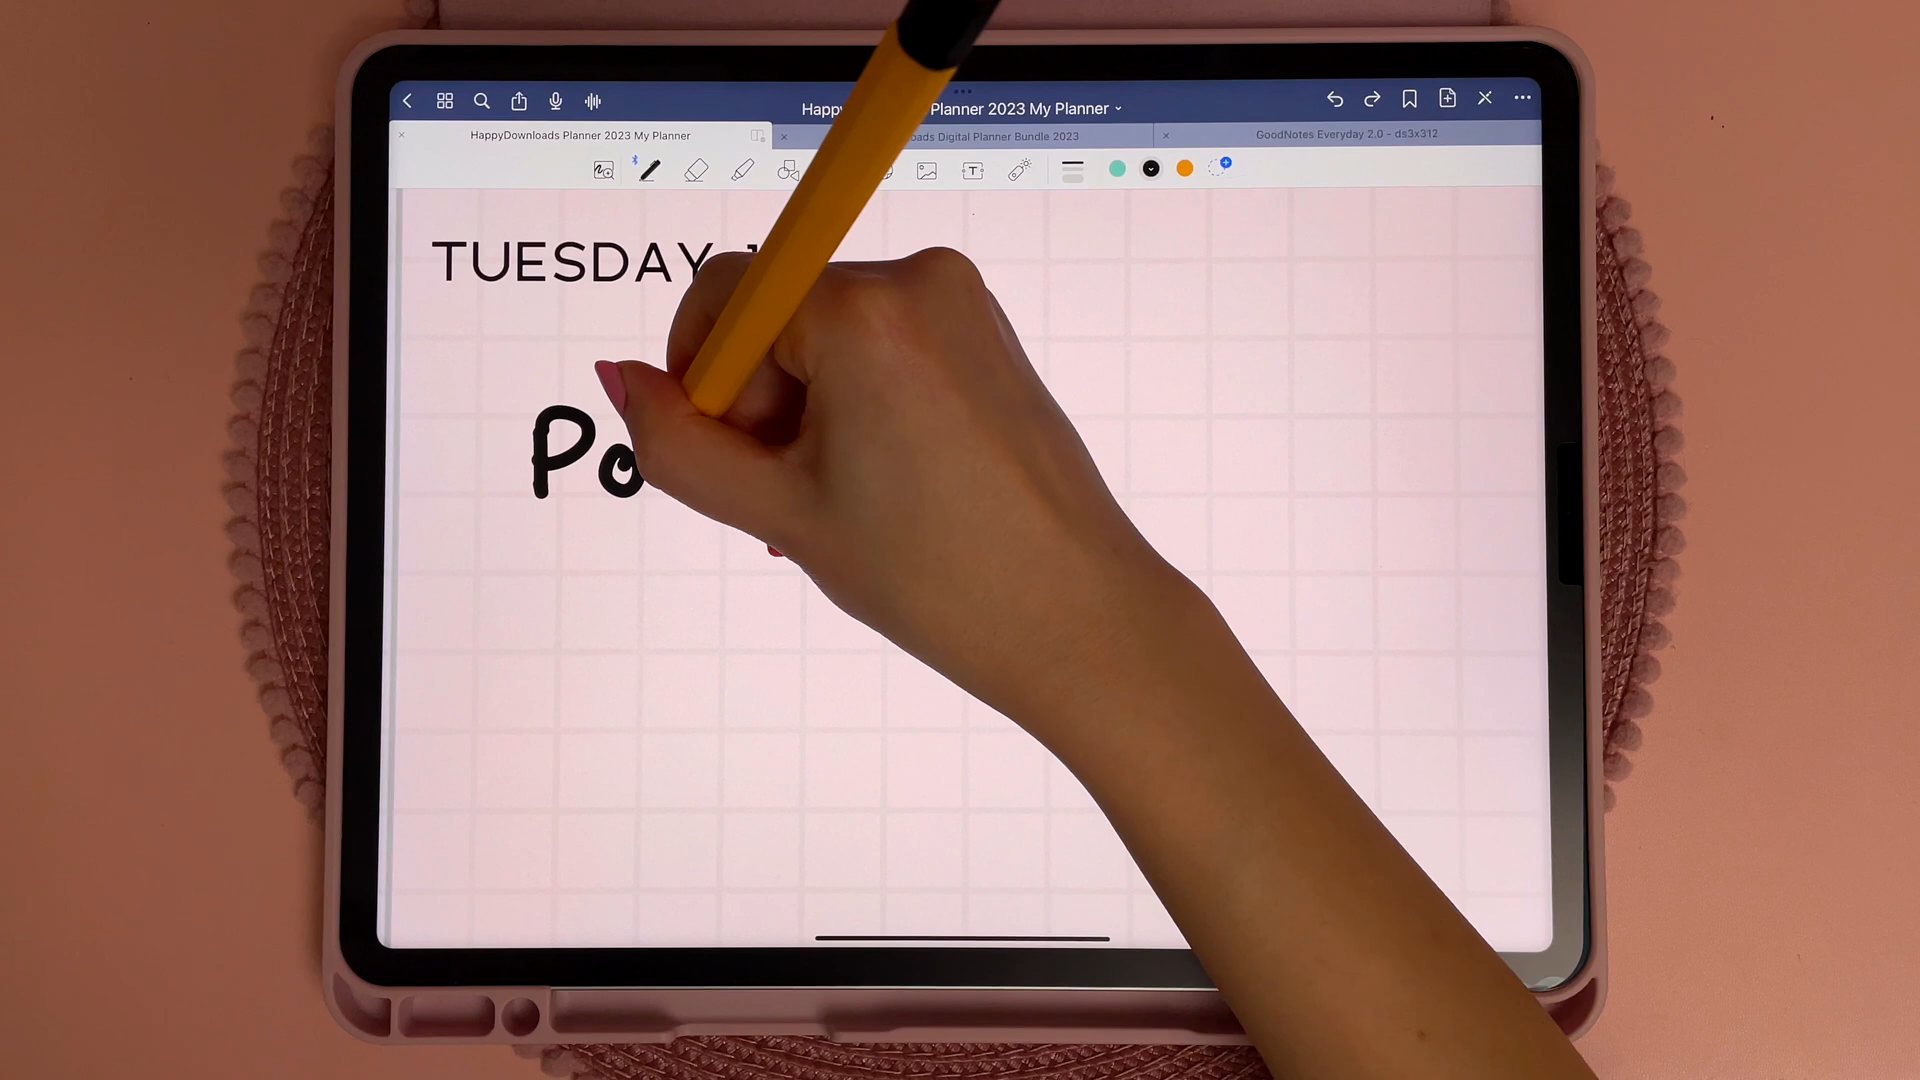 Planner 2023 My Planner
HappyDownloads Planner 2023 My Planner
Digital Planner Bundle 2023
GoodNotes Everyday 2.0 - ds3x312
T
TUESDAY
Po